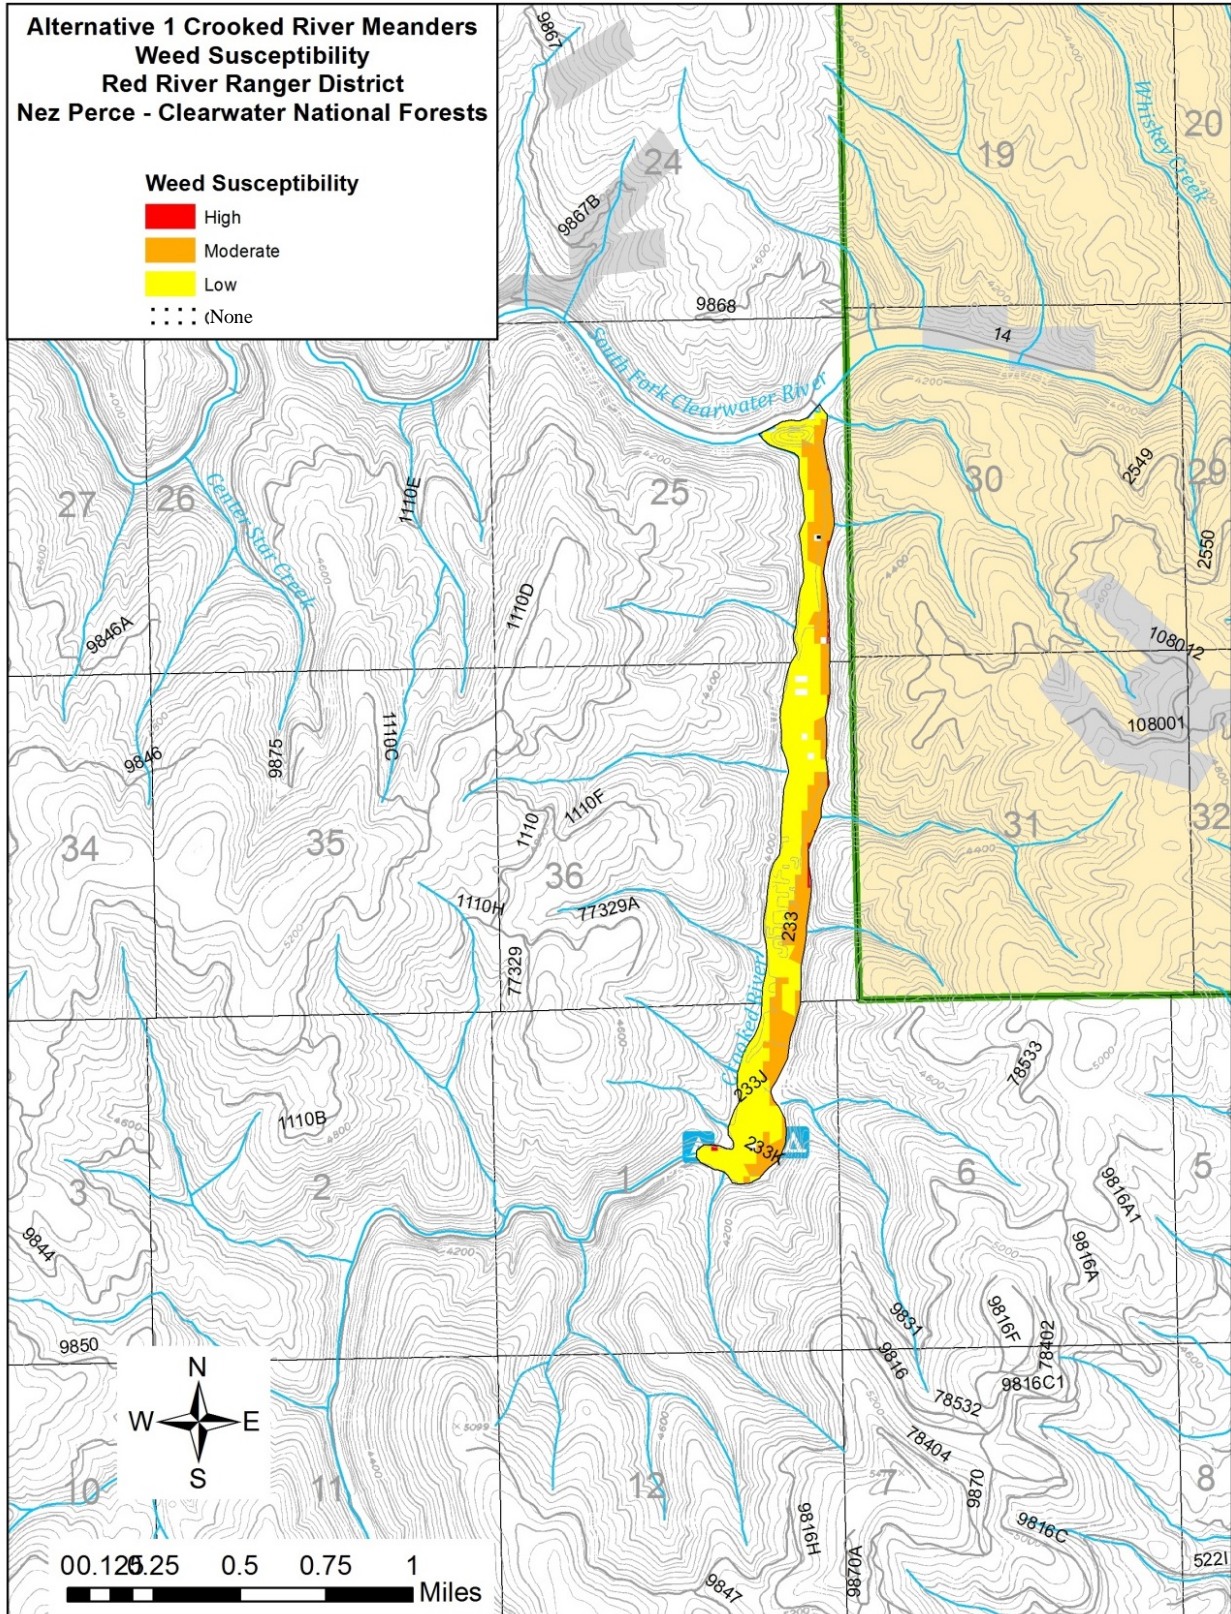 Alternative 1 Crooked River Meanders
Weed Susceptibility
Red River Ranger District
Nez Perce - Clearwater National Forests
Weed Susceptibility
High
Moderate
Low
(None
9867
24
9867B
9868
19
20
Whiskey Creek
14
South Fork Clearwater River
4200
27
26
Center Star Creek
1110E
25
30
2549
29
2550
1110D
9846A
108012
108001
9846
9875
1110C
34
35
1110
1110F
36
31
32
1110H
77329A
77329
233
Crooked River
233J
233K
1110B
78533
3
2
1
6
5
9844
9816A1
9816A
9850
9831
9816
9816F
78402
9816C1
78532
78404
9870
10
11
12
7
8
9816H
9870A
9816C
9847
522I
N
W
E
S
0
0.125
0.25
0.5
0.75
1
Miles